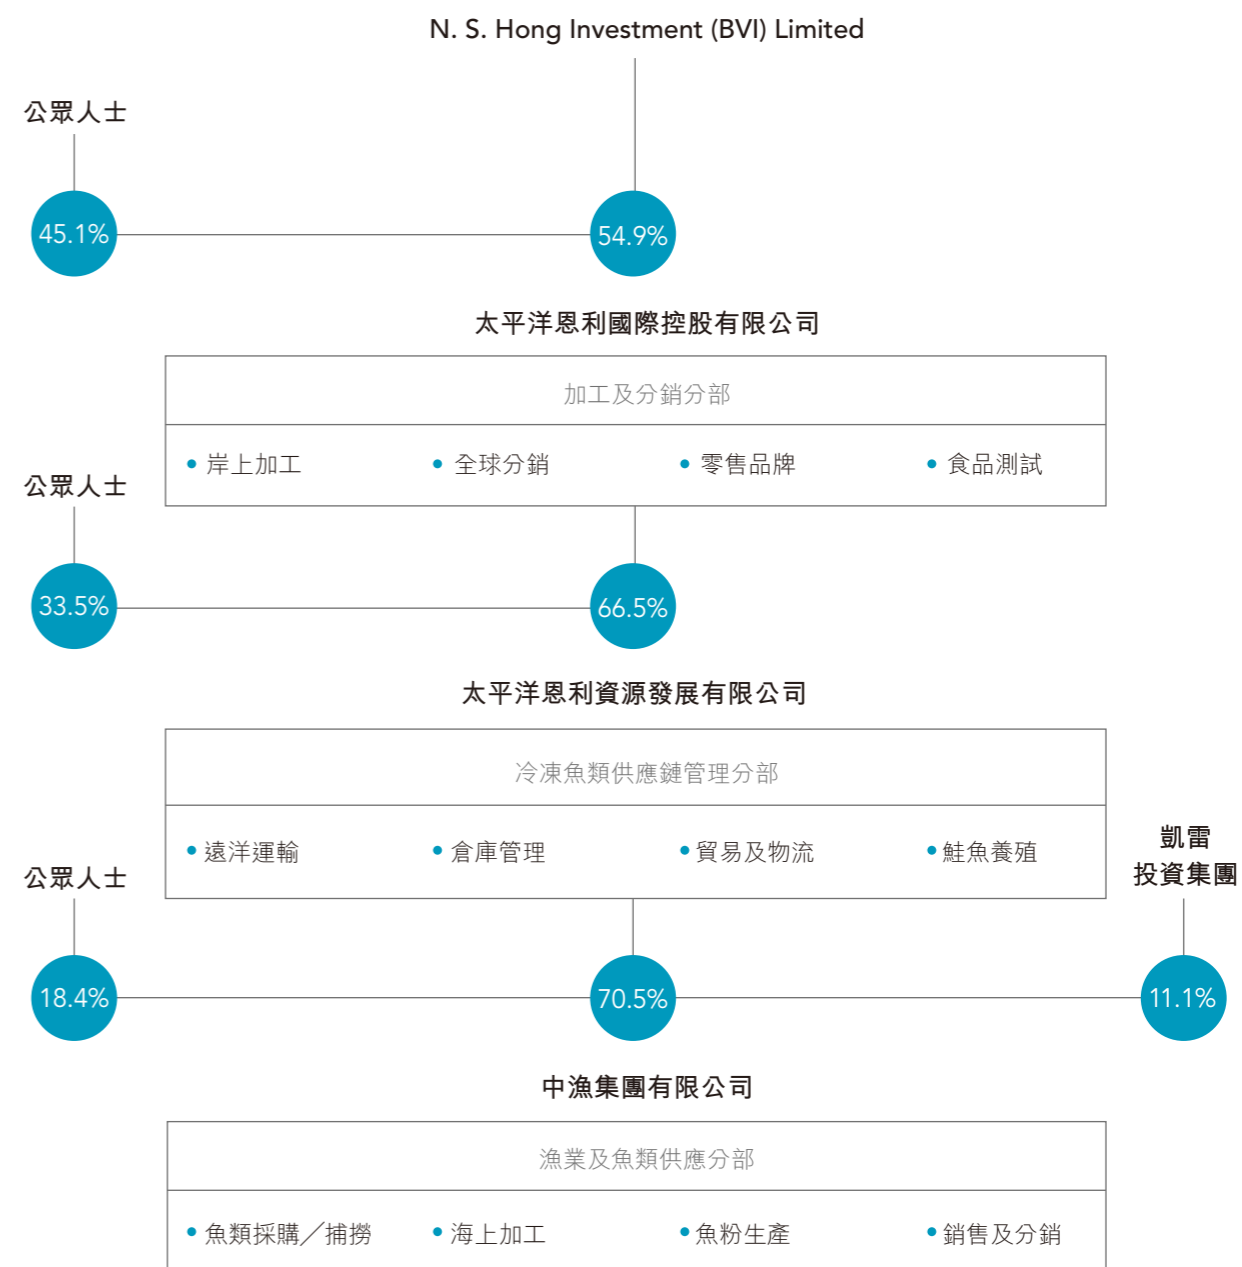 N. S. Hong Investment (BVI) Limited
公眾人士
45.1%
54.9%
太平洋恩利國際控股有限公司
加工及分銷分部
• 岸上加工
• 全球分銷
• 零售品牌
• 食品測試
公眾人士
33.5%
66.5%
太平洋恩利資源發展有限公司
冷凍魚類供應鏈管理分部
• 遠洋運輸
• 倉庫管理
• 貿易及物流
• 鮭魚養殖
凱雷
投資集團
公眾人士
18.4%
70.5%
11.1%
中漁集團有限公司
漁業及魚類供應分部
• 魚類採購／捕撈
• 海上加工
• 魚粉生產
• 銷售及分銷